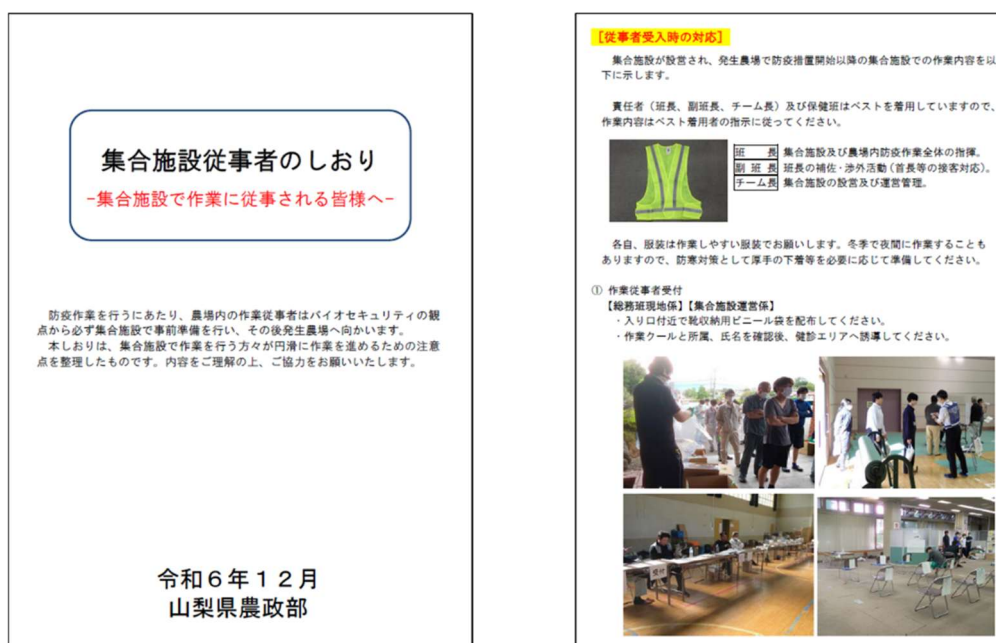 集合施設従事者のしおり
-集合施設で作業に従事される皆様へ-
防疫作業を行うにあたり、農場内の作業従事者はバイオセキュリティの観
点から必ず集合施設で事前準備を行い、その後発生農場へ向かいます。
本しおりは、集合施設で作業を行う方々が円滑に作業を進めるための注意
点を整理したものです。内容をご理解の上、ご協力をお願いいたします。
令和６年１２月
山梨県農政部
[従事者受入時の対応]
集合施設が設営され、発生農場で防疫措置開始以降の集合施設での作業内容を以
下に示します。
責任者（班長、副班長、チーム長）及び保健班はベストを着用していますので、
作業内容はベスト着用者の指示に従ってください。
班　長 集合施設及び農場内防疫作業全体の指揮。
副 班 長 班長の補佐・渉外活動(首長等の接客対応)。
チーム長 集合施設の設営及び運営管理。
各自、服装は作業しやすい服装でお願いします。冬季で夜間に作業することも
ありますので、防寒対策として厚手の下着等を必要に応じて準備してください。
① 作業従事者受付
【総務班現地係】【集合施設運営係】
・入り口付近で靴収納用ビニール袋を配布してください。
・作業クールと所属、氏名を確認後、健診エリアへ誘導してください。
受付